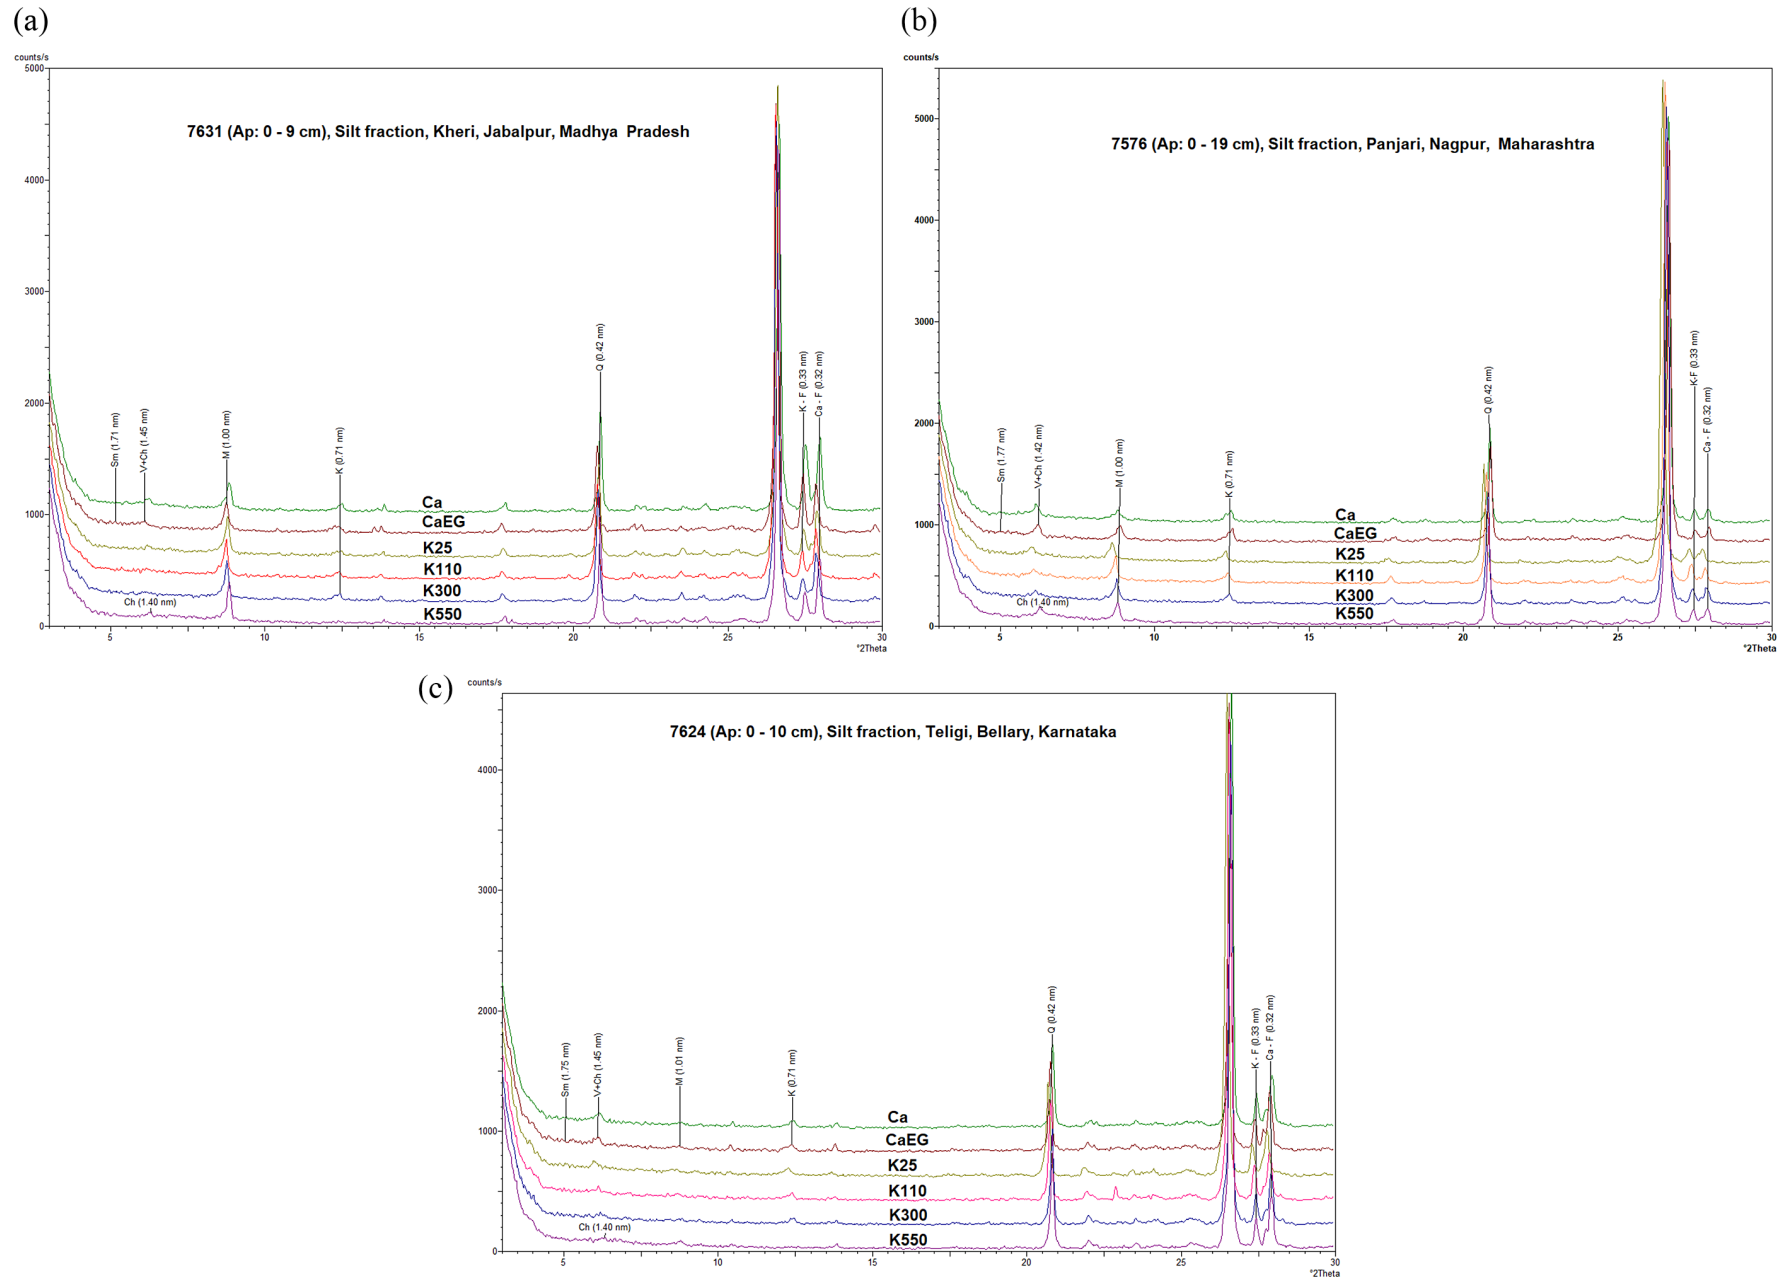 (a)
counts/s
5000
4000
3000
2000
1000
0
7631 (Ap: 0 - 9 cm), Silt fraction, Kheri, Jabalpur, Madhya Pradesh
Sm (1.71 nm)
V+Ch (1.45 nm)
M (1.00 nm)
K (0.71 nm)
Q (0.42 nm)
K - F (0.33 nm)
Ca - F (0.32 nm)
Ca
CaEG
K25
K110
K300
K550
Ch (1.40 nm)
5 10 15 20 25 30
°2Theta
(b)
counts/s
5000
4000
3000
2000
1000
0
7576 (Ap: 0 - 19 cm), Silt fraction, Panjari, Nagpur, Maharashtra
Sm (1.77 nm)
V+Ch (1.42 nm)
M (1.00 nm)
K (0.71 nm)
Q (0.42 nm)
K-F (0.33 nm)
Ca - F (0.32 nm)
Ca
CaEG
K25
K110
K300
K550
Ch (1.40 nm)
5 10 15 20 25 30
°2Theta
(c)
counts/s
4000
3000
2000
1000
0
7624 (Ap: 0 - 10 cm), Silt fraction, Teligi, Bellary, Karnataka
Sm (1.75 nm)
V+Ch (1.45 nm)
M (1.01 nm)
K (0.71 nm)
Q (0.42 nm)
K - F (0.33 nm)
Ca - F (0.32 nm)
Ca
CaEG
K25
K110
K300
K550
Ch (1.40 nm)
5 10 15 20 25 30
°2Theta